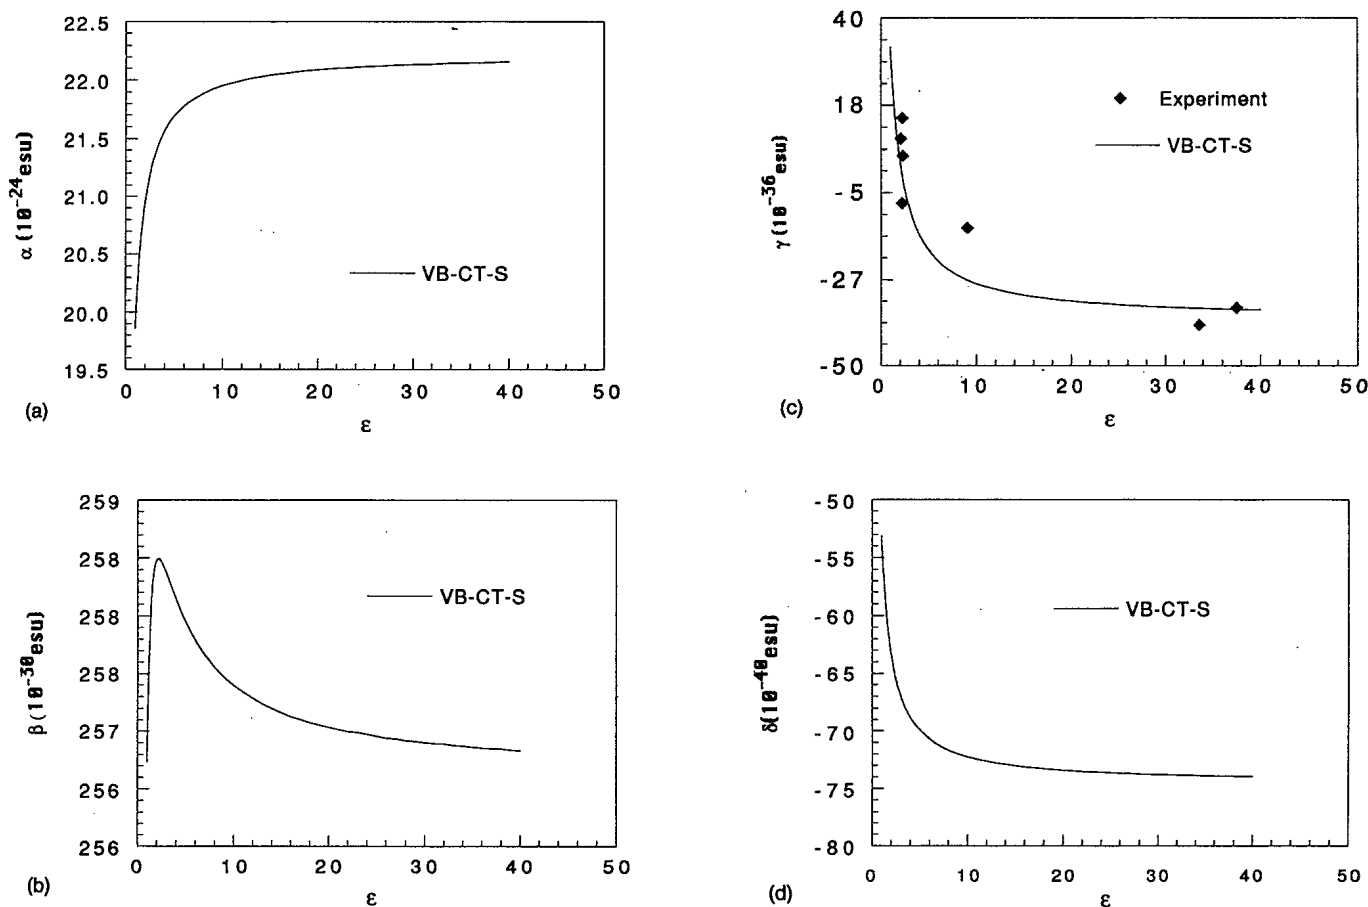 22.5
22.0
21.5
21.0
20.5
20.0
19.5
α (10⁻²⁴esu)
VB-CT-S
0 10 20 30 40 50
ε
(a)
259
258
258
258
257
256
256
β (10⁻³⁰esu)
VB-CT-S
0 10 20 30 40 50
ε
(b)
40
18
-5
-27
-50
γ (10⁻³⁶esu)
Experiment
VB-CT-S
0 10 20 30 40 50
ε
(c)
-50
-55
-60
-65
-70
-75
-80
δ(10⁻⁴⁰esu)
VB-CT-S
0 10 20 30 40 50
ε
(d)